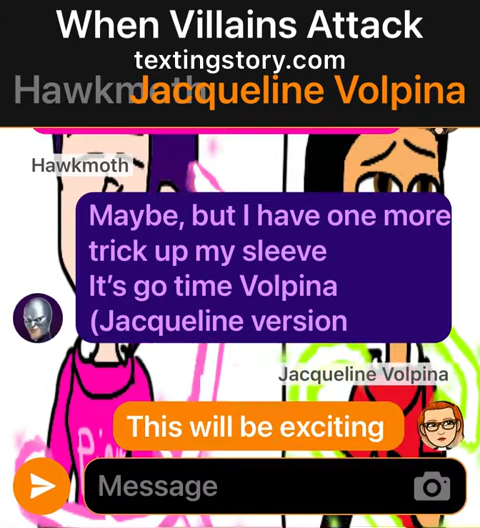 When Villains Attack
textingstory.com
Hawkmoth Jacqueline Volpina
Hawkmoth
Maybe, but I have one more
trick up my sleeve
It's go time Volpina
(Jacqueline version
Jacqueline Volpina
This will be exciting
Message